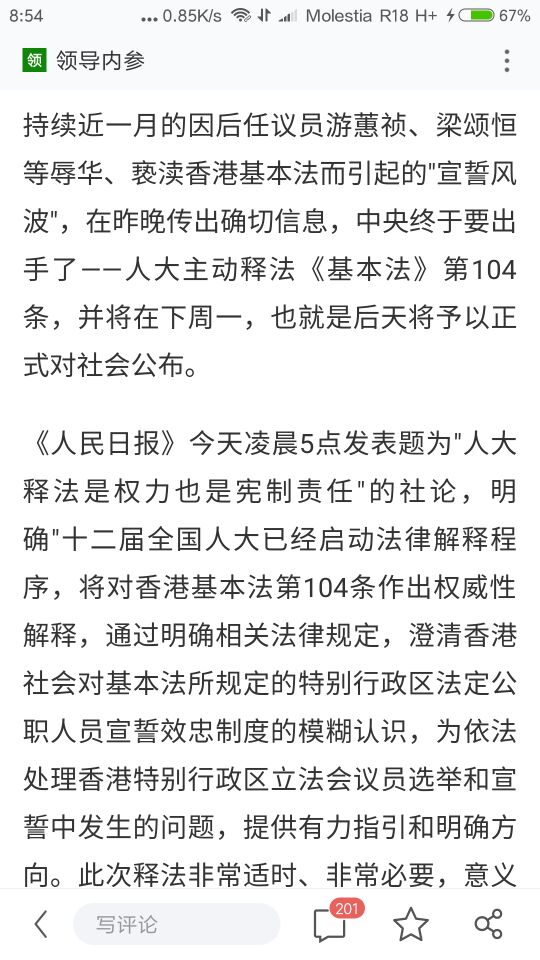 8:54 ... 0.85K/s Molestia R18 H+ 67%
领 领导内参
持续近一月的因后任议员游蕙祯、梁颂恒
等辱华、亵渎香港基本法而引起的"宣誓风
波"，在昨晚传出确切信息，中央终于要出
手了——人大主动释法《基本法》第104
条，并将在下周一，也就是后天将予以正
式对社会公布。
《人民日报》今天凌晨5点发表题为"人大
释法是权力也是宪制责任"的社论，明
确"十二届全国人大已经启动法律解释程
序，将对香港基本法第104条作出权威性
解释，通过明确相关法律规定，澄清香港
社会对基本法所规定的特别行政区法定公
职人员宣誓效忠制度的模糊认识，为依法
处理香港特别行政区立法会议员选举和宣
誓中发生的问题，提供有力指引和明确方
向。此次释法非常适时、非常必要，意义
写评论 201